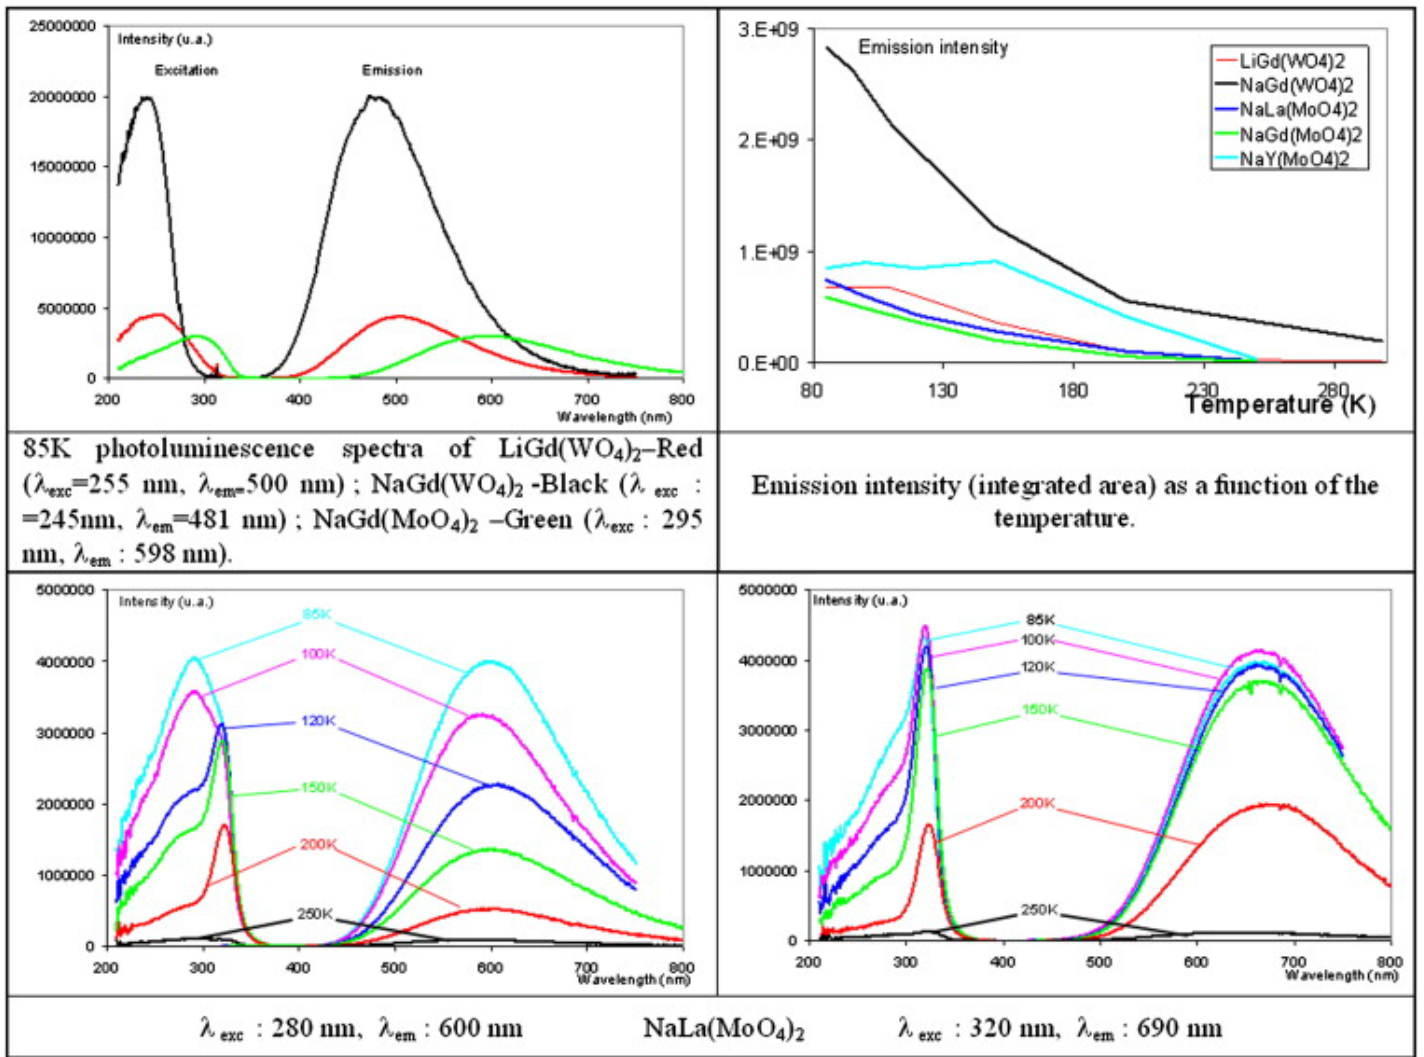 25000000
20000000
15000000
10000000
5000000
0
Intensity (u.a.)
Excitation
Emission
200 300 400 500 600 700 800
Wavelength (nm)
3.E+09
2.E+09
1.E+09
0.E+00
Emission intensity
LiGd(WO4)2
NaGd(WO4)2
NaLa(MoO4)2
NaGd(MoO4)2
NaY(MoO4)2
80 130 180 230 280
Temperature (K)
85K photoluminescence spectra of LiGd(WO₄)₂–Red
(λexc=255 nm, λem=500 nm) ; NaGd(WO₄)₂ -Black (λ exc :
=245nm, λem=481 nm) ; NaGd(MoO₄)₂ –Green (λexc : 295
nm, λem : 598 nm).
Emission intensity (integrated area) as a function of the
temperature.
5000000
4000000
3000000
2000000
1000000
0
Intensity (u.a.)
85K
100K
120K
150K
200K
250K
200 300 400 500 600 700 800
Wavelength (nm)
5000000
4000000
3000000
2000000
1000000
0
Intensity (u.a.)
85K
100K
120K
150K
200K
250K
200 300 400 500 600 700 800
Wavelength (nm)
λ exc : 280 nm, λem : 600 nm NaLa(MoO₄)₂ λ exc : 320 nm, λem : 690 nm